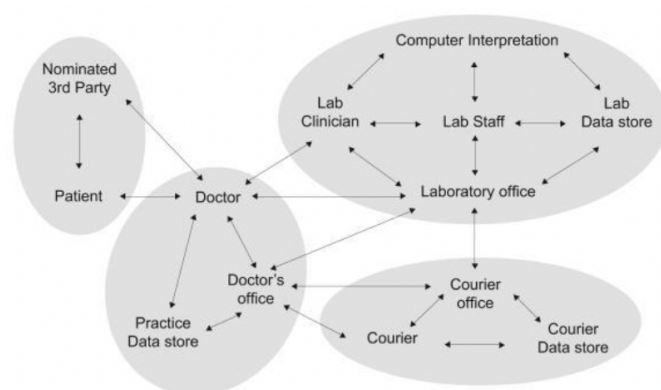 Computer Interpretation
Nominated
3rd Party
Lab
Clinician
Lab Staff
Lab
Data store
Patient
Doctor
Laboratory office
Doctor's
office
Courier
office
Practice
Data store
Courier
Courier
Data store